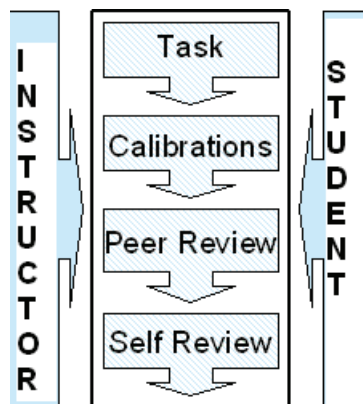 INSTRUCTOR
Task
Calibrations
Peer Review
Self Review
STUDENT